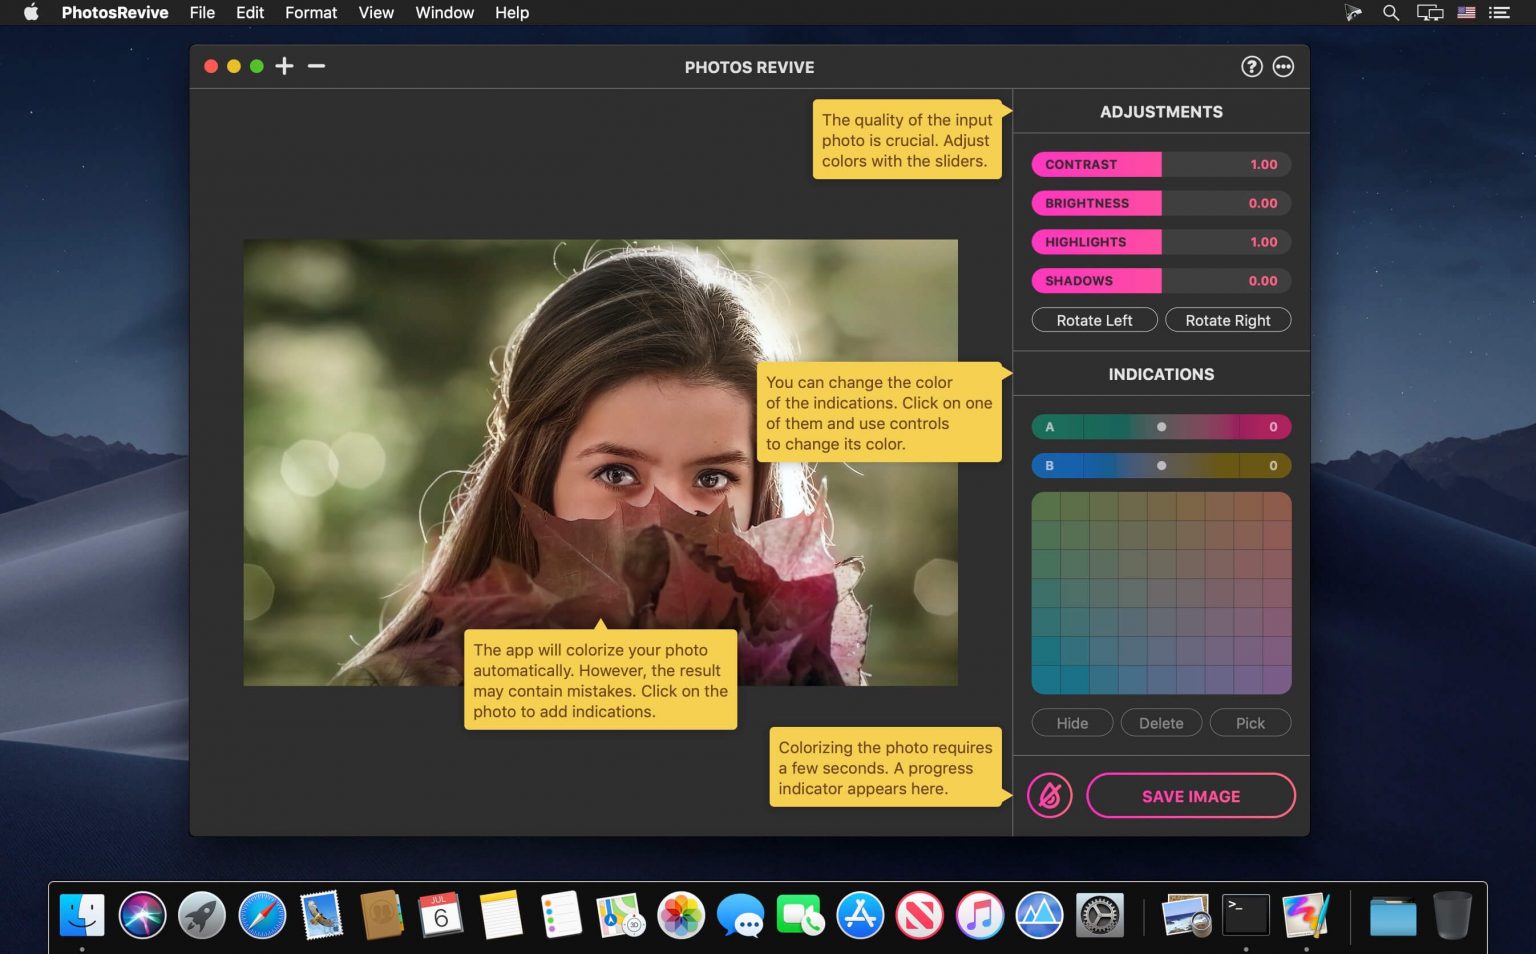 PhotosRevive File Edit Format View Window Help
PHOTOS REVIVE
?
The quality of the input
photo is crucial. Adjust
colors with the sliders.
ADJUSTMENTS
CONTRAST 1.00
BRIGHTNESS 0.00
HIGHLIGHTS 1.00
SHADOWS 0.00
Rotate Left Rotate Right
You can change the color
of the indications. Click on one
of them and use controls
to change its color.
INDICATIONS
A 0
B 0
The app will colorize your photo
automatically. However, the result
may contain mistakes. Click on the
photo to add indications.
Hide Delete Pick
Colorizing the photo requires
a few seconds. A progress
indicator appears here.
SAVE IMAGE
JUL
6
3D
>_